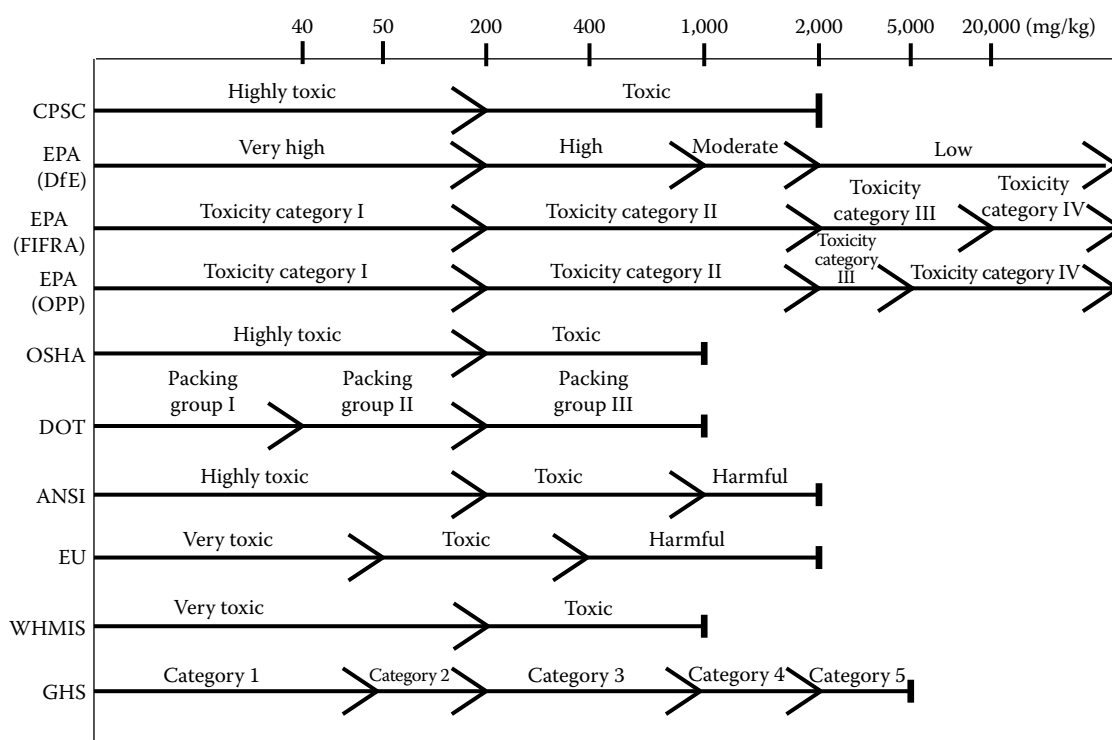 40 50 200 400 1,000 2,000 5,000 20,000 (mg/kg)
CPSC Highly toxic Toxic
EPA
(DfE)
Very high High Moderate Low
EPA
(FIFRA)
Toxicity category I Toxicity category II
Toxicity
category III
Toxicity
category IV
EPA
(OPP)
Toxicity category I Toxicity category II
Toxicity
category
III
Toxicity category IV
OSHA Highly toxic Toxic
DOT
Packing
group I
Packing
group II
Packing
group III
ANSI Highly toxic Toxic Harmful
EU Very toxic Toxic Harmful
WHMIS Very toxic Toxic
GHS Category 1 Category 2 Category 3 Category 4 Category 5